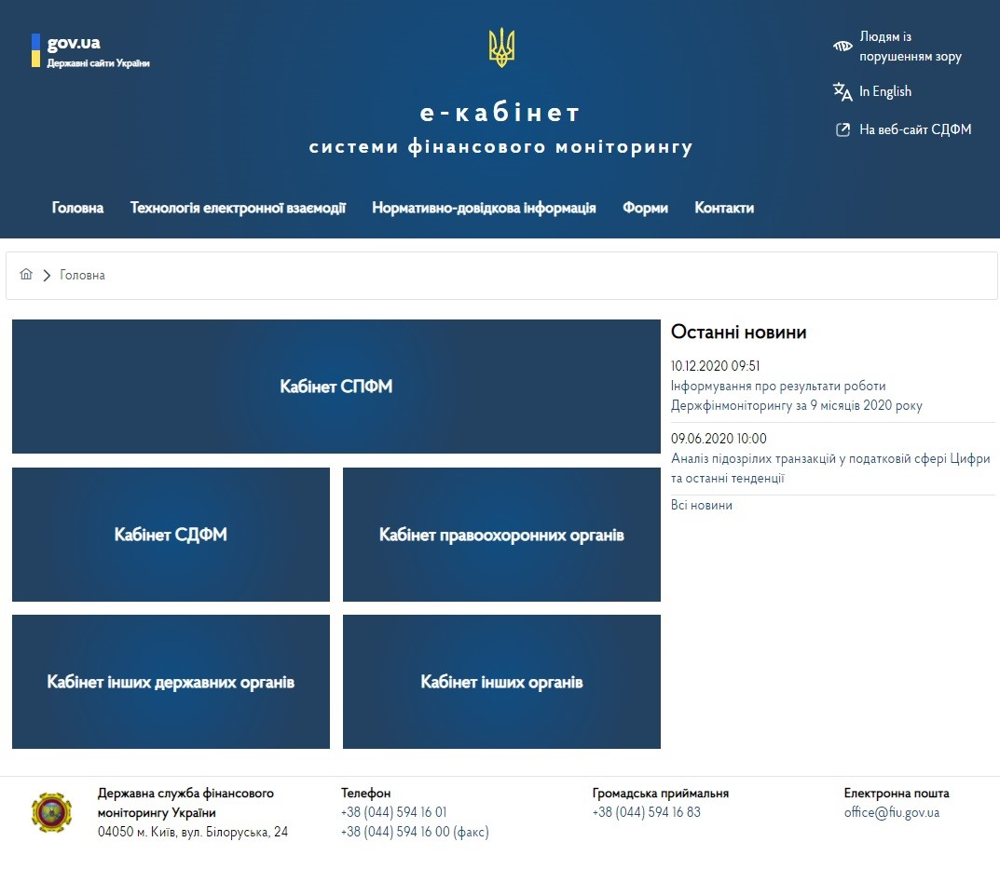 gov.ua
Державні сайти України
Людям із
порушенням зору
In English
На веб-сайт СДФМ
е-кабінет
системи фінансового моніторингу
Головна
Технологія електронної взаємодії
Нормативно-довідкова інформація
Форми
Контакти
Головна
Кабінет СПФМ
Кабінет СДФМ
Кабінет правоохоронних органів
Кабінет інших державних органів
Кабінет інших органів
Останні новини
10.12.2020 09:51
Інформування про результати роботи
Держфінмоніторингу за 9 місяців 2020 року
09.06.2020 10:00
Аналіз підозрілих транзакцій у податковій сфері Цифри
та останні тенденції
Всі новини
Державна служба фінансового
моніторингу України
04050 м. Київ, вул. Білоруська, 24
Телефон
+38 (044) 594 16 01
+38 (044) 594 16 00 (факс)
Громадська приймальня
+38 (044) 594 16 83
Електронна пошта
office@fiu.gov.ua